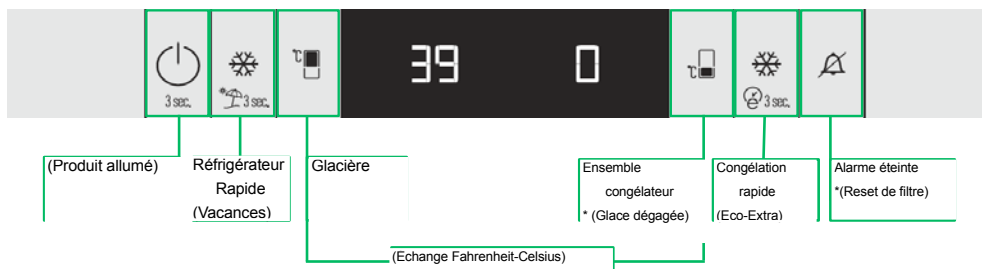 ℃
39
0
℃
3 sec.
3 sec.
3 sec.
(Produit allumé)
Réfrigérateur
Rapide
(Vacances)
Glacière
Ensemble
congélateur
* (Glace dégagée)
Congélation
rapide
(Eco-Extra)
Alarme éteinte
*(Reset de filtre)
(Echange Fahrenheit-Celsius)